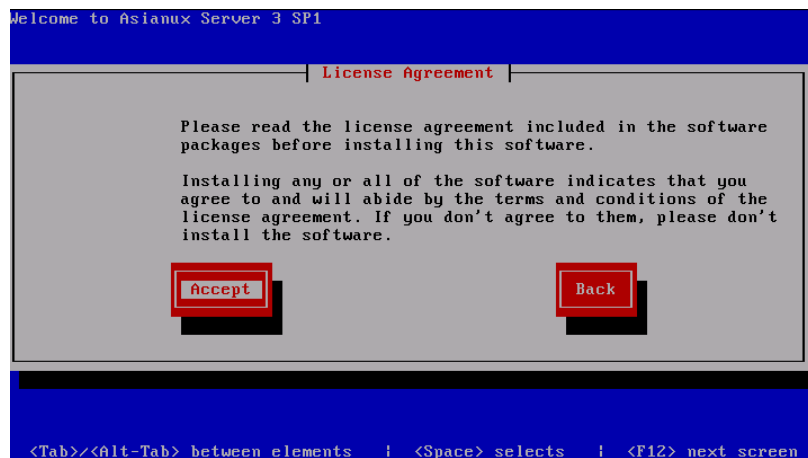 Welcome to Asianux Server 3 SP1
License Agreement
Please read the license agreement included in the software
packages before installing this software.
Installing any or all of the software indicates that you
agree to and will abide by the terms and conditions of the
license agreement. If you don't agree to them, please don't
install the software.
Accept Back
<Tab>/<Alt-Tab> between elements | <Space> selects | <F12> next screen